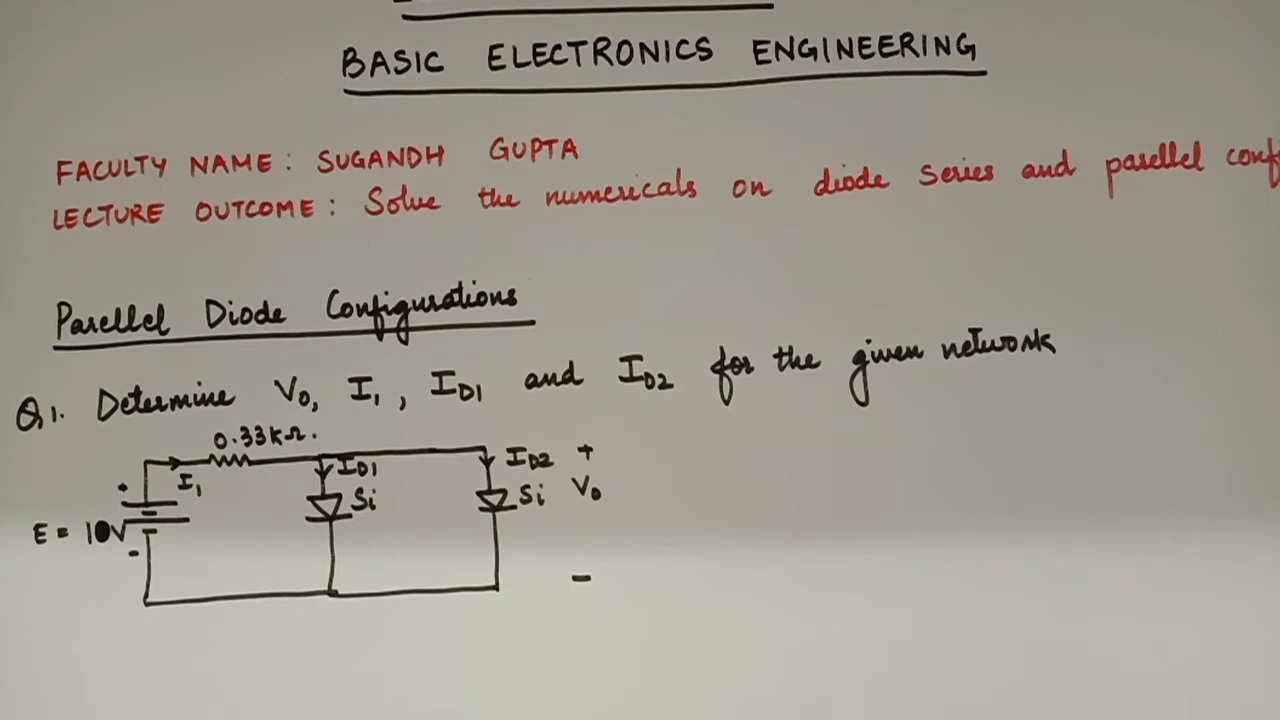 BASIC ELECTRONICS ENGINEERING
FACULTY NAME: SUGANDH GUPTA
LECTURE OUTCOME: Solve the numericals on diode series and parellel conf
Parellel Diode Configurations
Q1. Determine V0, I1, ID1 and ID2 for the given network
0.33kΩ.
I1
ID1
Si
ID2 +
Si V0
E = 10V
+
-
-